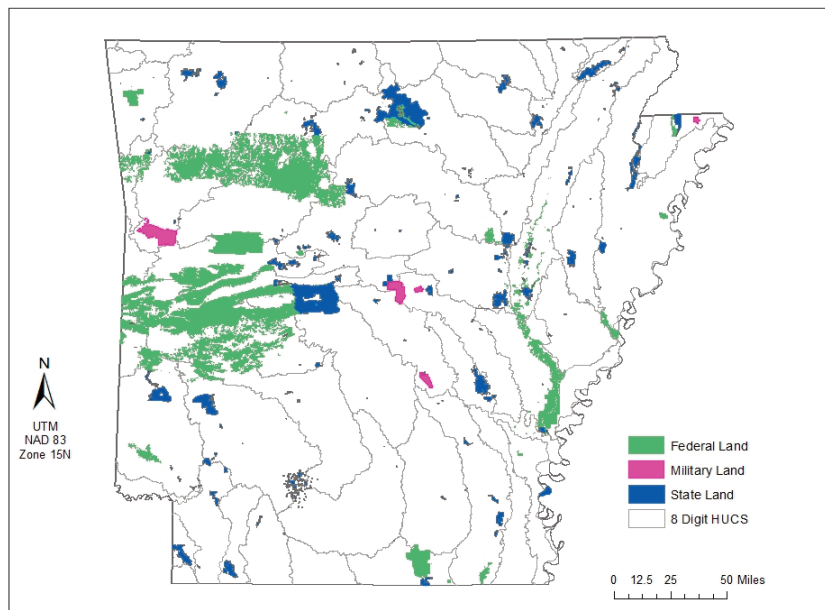 N
UTM
NAD 83
Zone 15N
Federal Land
Military Land
State Land
8 Digit HUCS
0 12.5 25 50 Miles